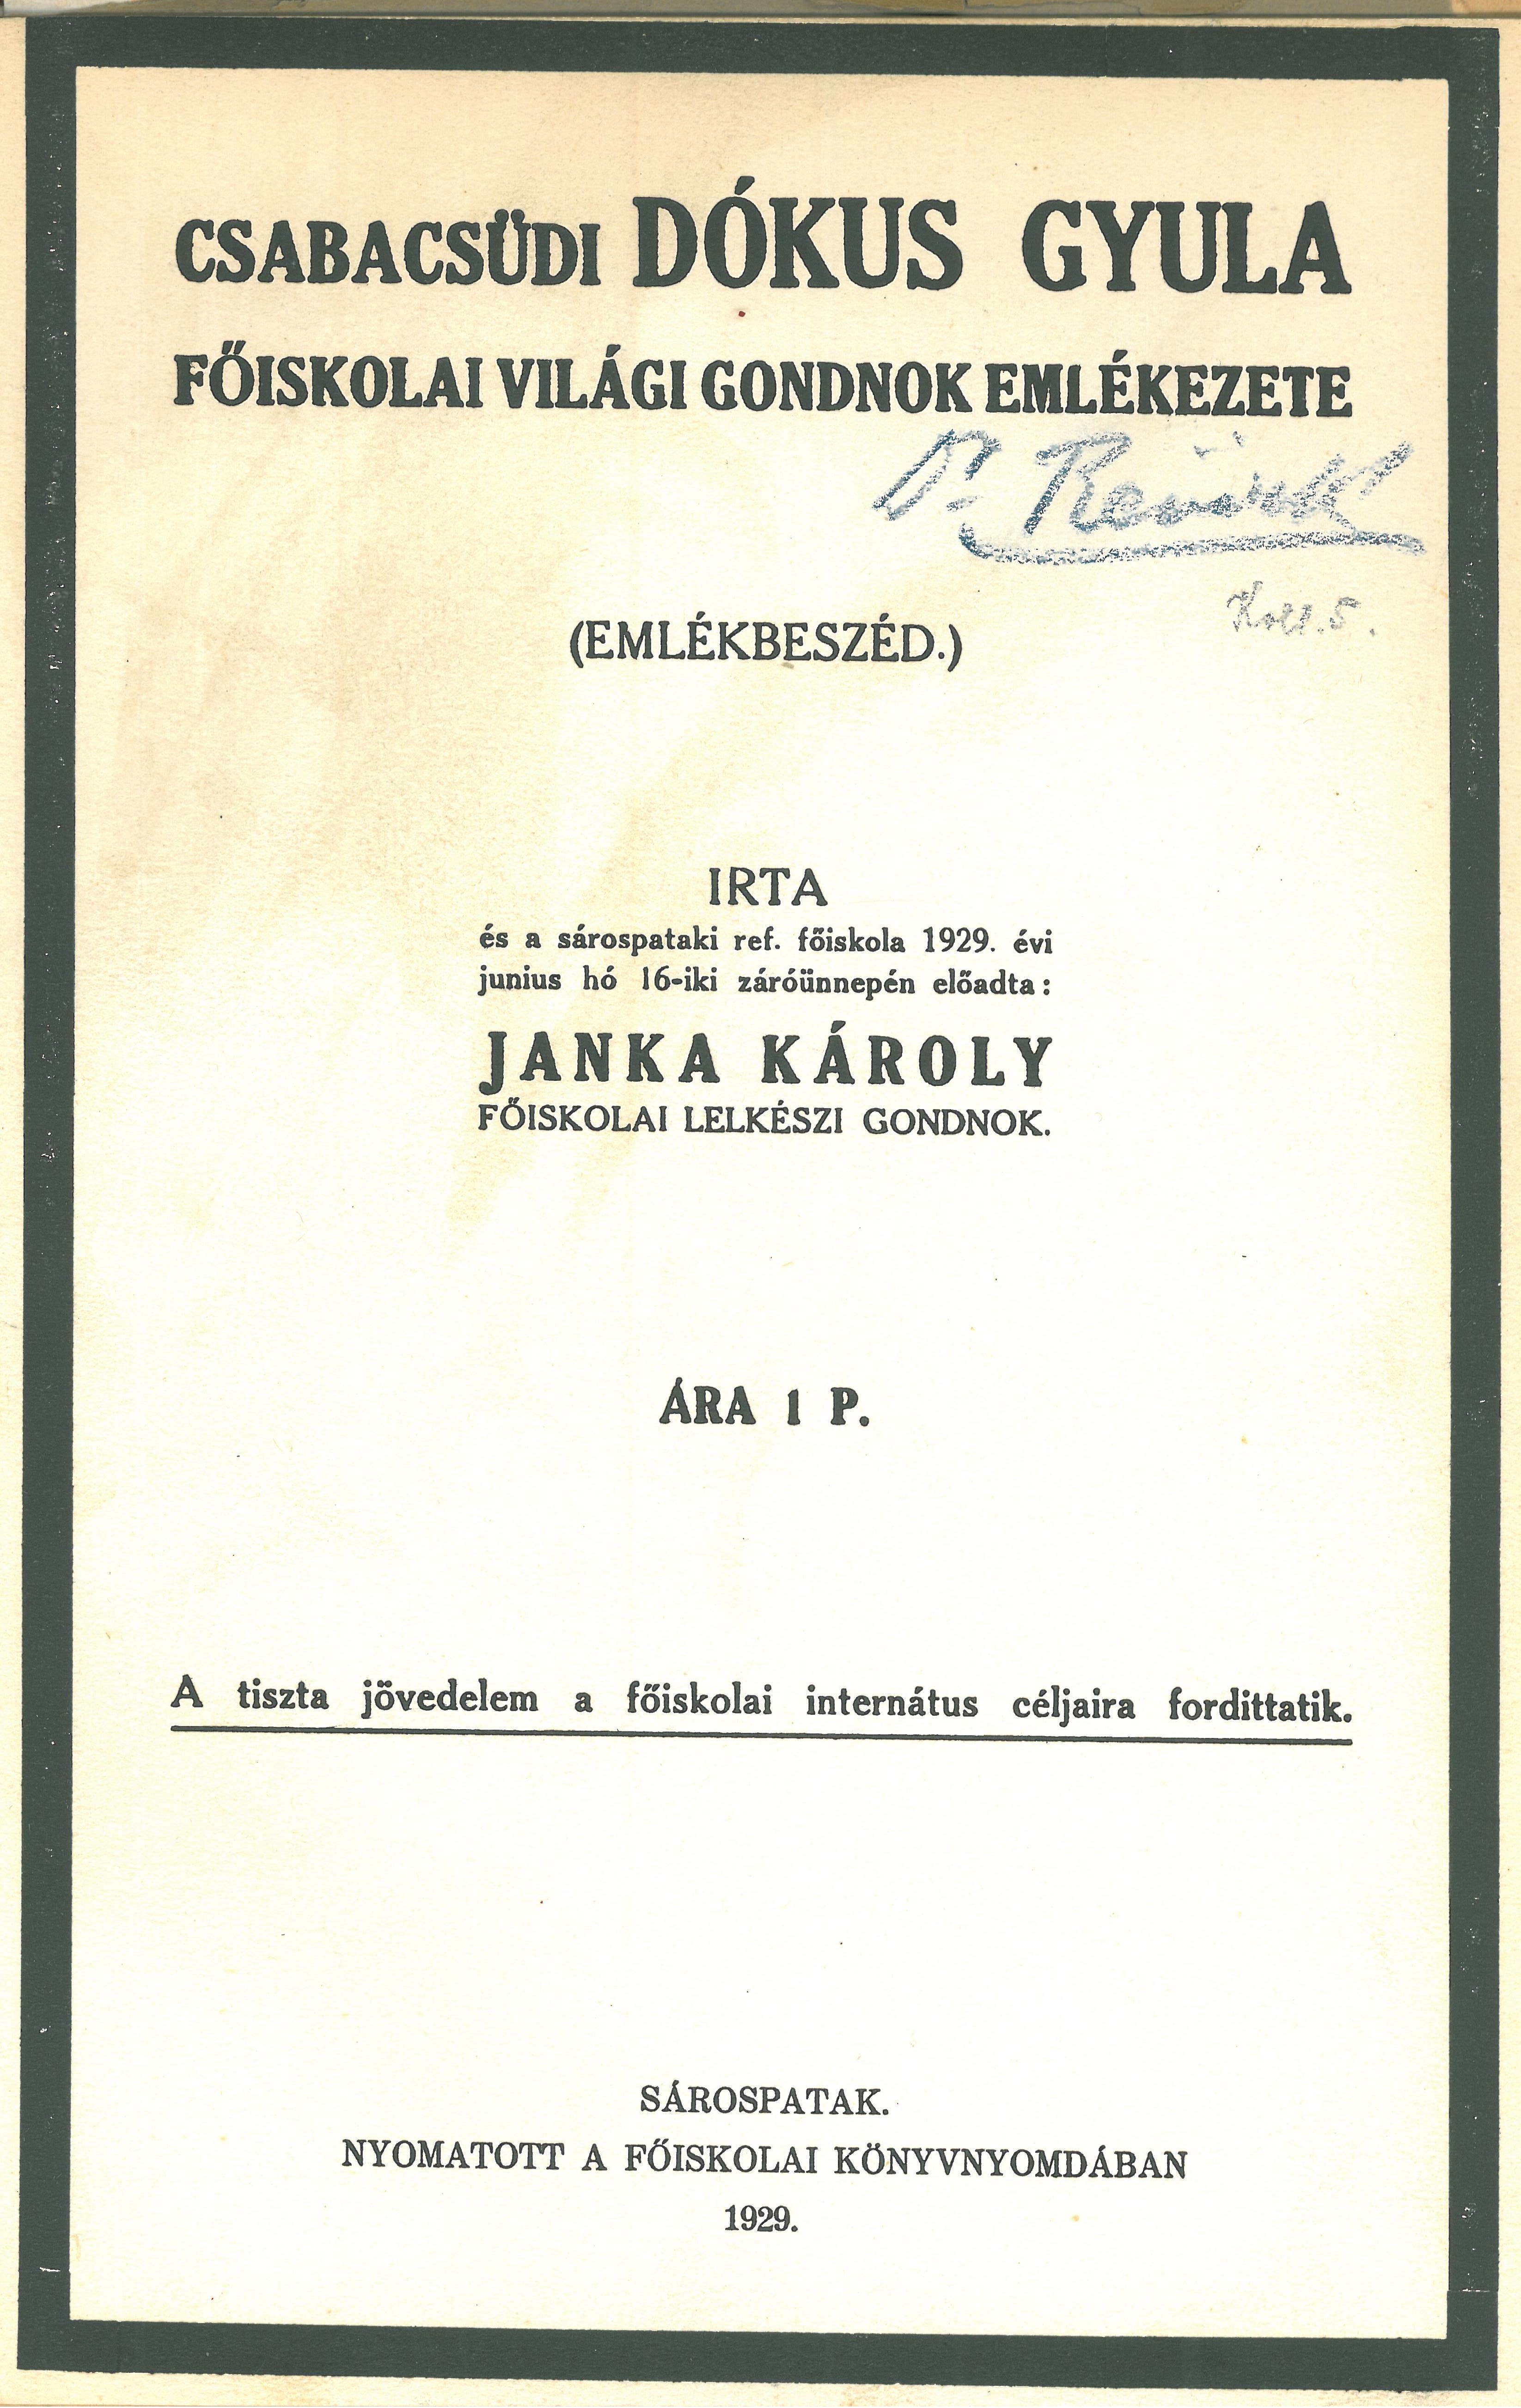 CSABACSÜDI DÓKUS GYULA
FŐISKOLAI VILÁGI GONDNOK EMLÉKEZETE
(EMLÉKBESZÉD.)
IRTA
és a sárospataki ref. főiskola 1929. évi
junius hó 16-iki záróünnepén előadta:
JANKA KÁROLY
FŐISKOLAI LELKÉSZI GONDNOK.
ÁRA 1 P.
A tiszta jövedelem a főiskolai internátus céljaira fordittatik.
SÁROSPATAK.
NYOMATOTT A FŐISKOLAI KÖNYVNYOMDÁBAN
1929.